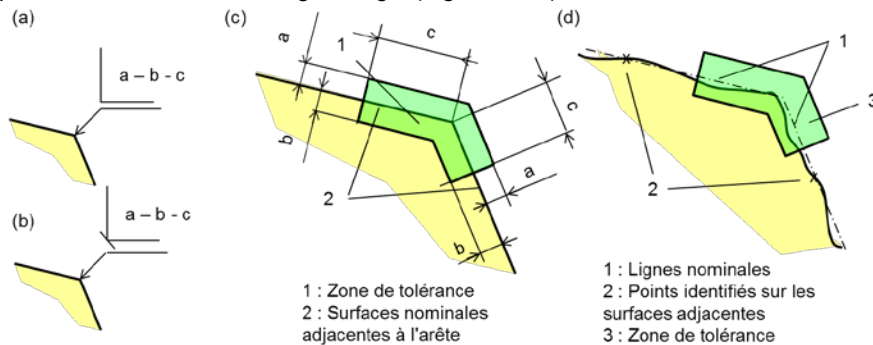 (a)
a – b - c
(b)
a – b - c
(c)
a
1
c
b
c
2
a
b
1 : Zone de tolérance
2 : Surfaces nominales
adjacentes à l'arête
(d)
1
3
2
1 : Lignes nominales
2 : Points identifiés sur les
surfaces adjacentes
3 : Zone de tolérance